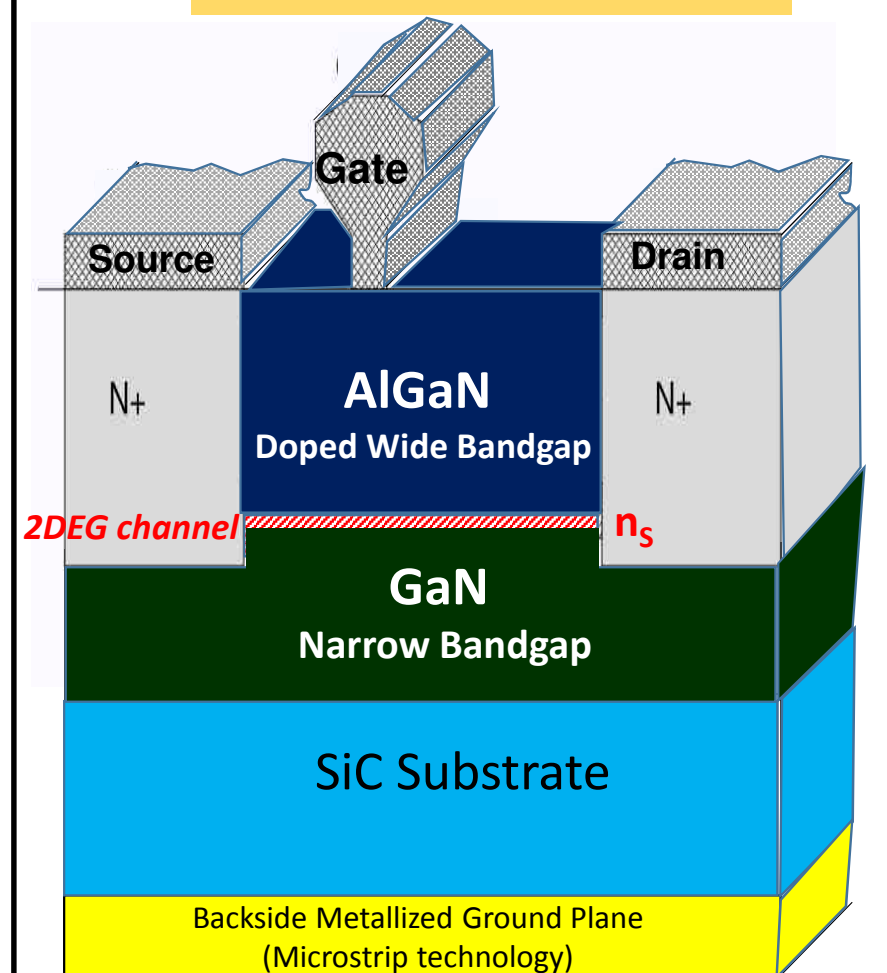 Gate
Source
Drain
N+
AlGaN
N+
Doped Wide Bandgap
2DEG channel
nS
GaN
Narrow Bandgap
SiC Substrate
Backside Metallized Ground Plane
(Microstrip technology)